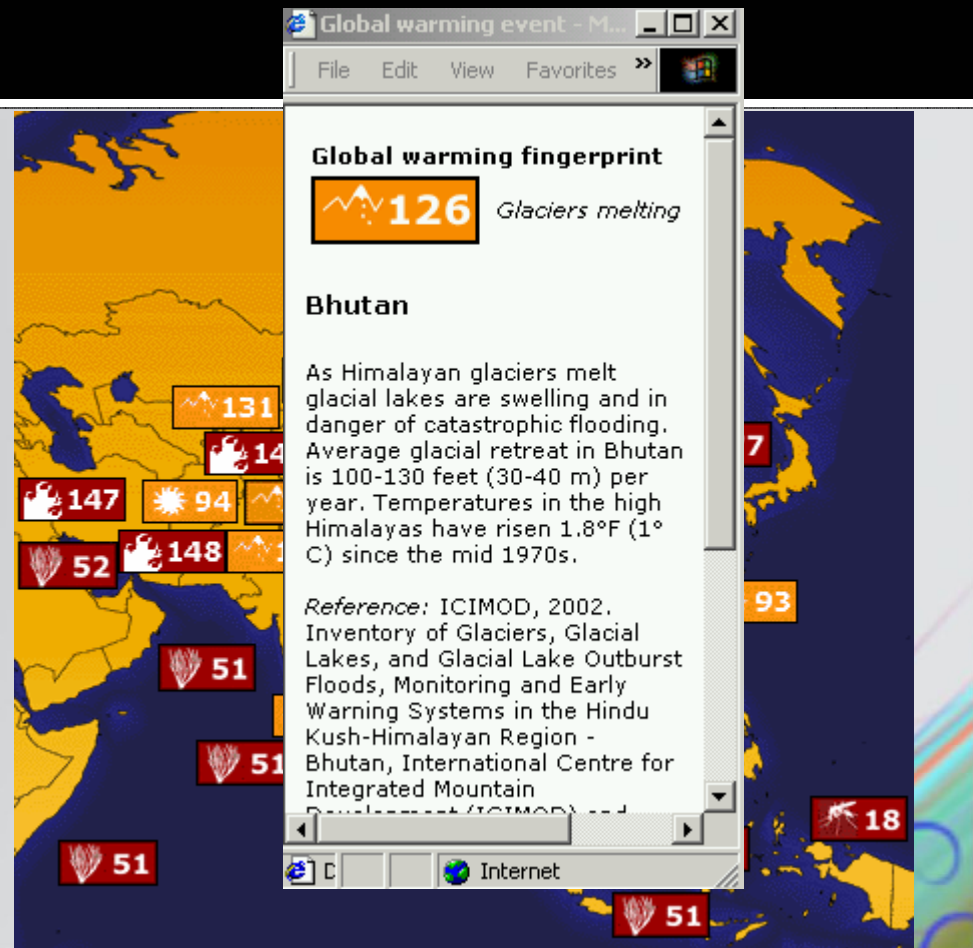 Global warming event - M...
File Edit View Favorites »
Global warming fingerprint
126 Glaciers melting
Bhutan
As Himalayan glaciers melt
glacial lakes are swelling and in
danger of catastrophic flooding.
Average glacial retreat in Bhutan
is 100-130 feet (30-40 m) per
year. Temperatures in the high
Himalayas have risen 1.8°F (1°
C) since the mid 1970s.
Reference: ICIMOD, 2002.
Inventory of Glaciers, Glacial
Lakes, and Glacial Lake Outburst
Floods, Monitoring and Early
Warning Systems in the Hindu
Kush-Himalayan Region -
Bhutan, International Centre for
Integrated Mountain
Development (ICIMOD) and
Internet
131
14
147
94
148
52
51
51
51
7
93
18
51